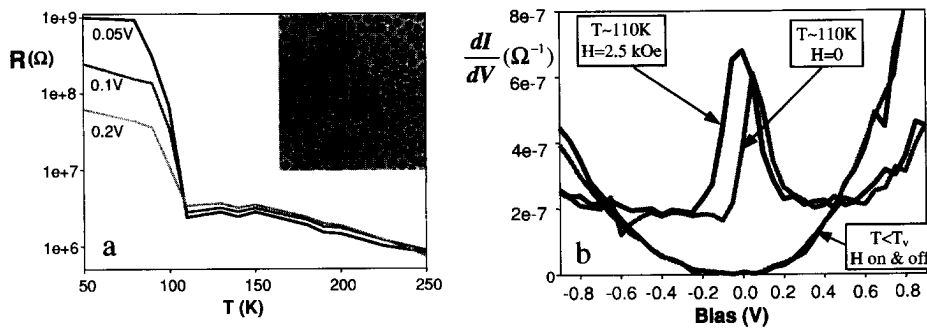 1e+9
0.05V
R(Ω)
1e+8
0.1V
0.2V
1e+7
1e+6
a
50 100 150 200 250
T (K)
8e-7
T~110K
H=2.5 kOe
T~110K
H=0
dI
dV (Ω⁻¹)
6e-7
4e-7
2e-7
0
b
T<Tᵥ
H on & off
-0.8 -0.6 -0.4 -0.2 0.0 0.2 0.4 0.6 0.8
Bias (V)